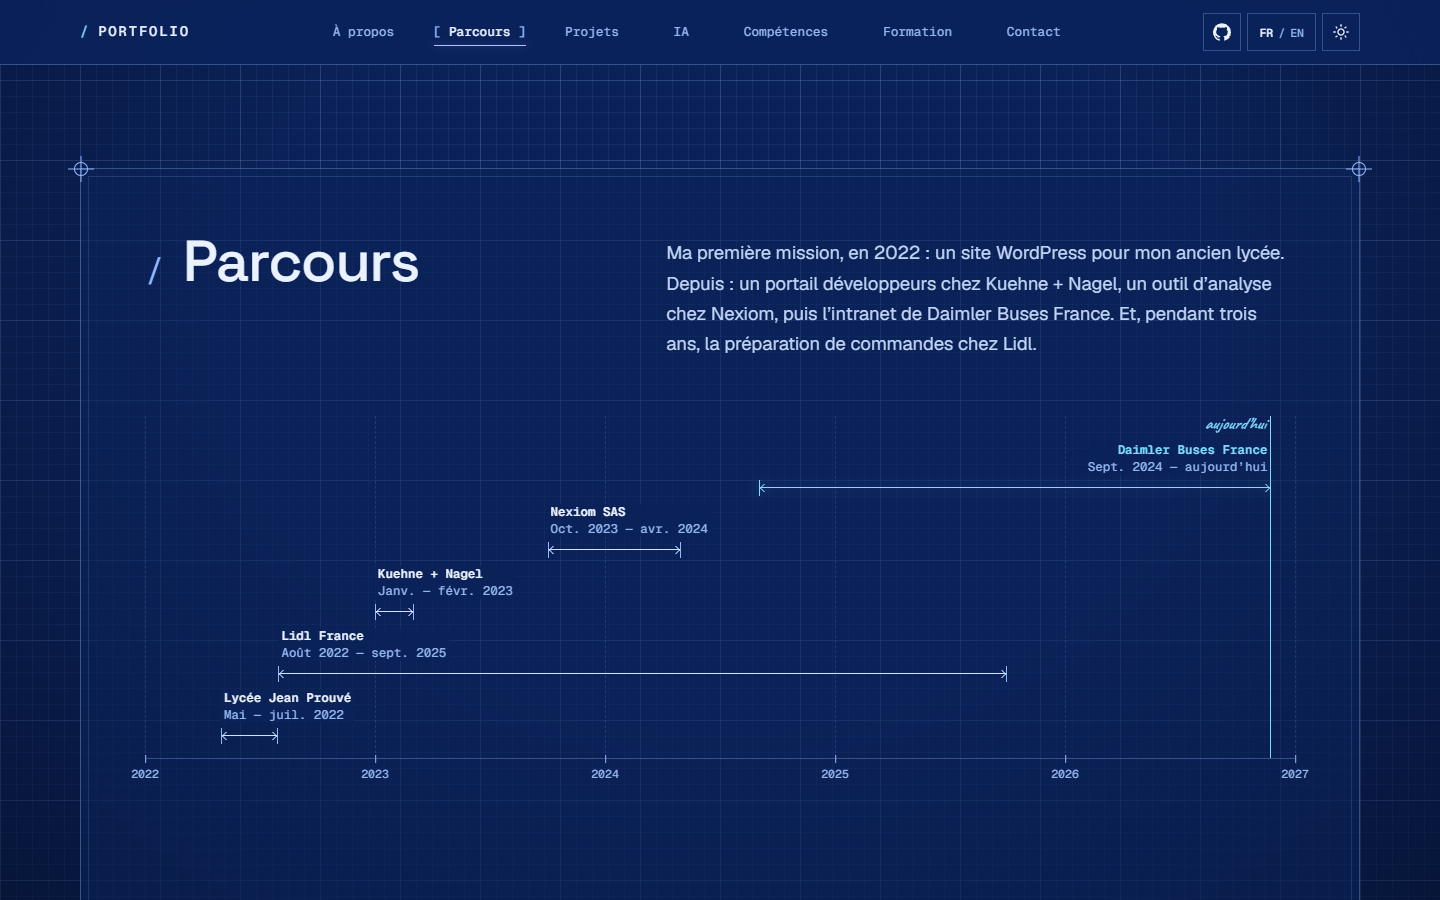 / PORTFOLIO
À propos
[ Parcours ]
Projets
IA
Compétences
Formation
Contact
FR / EN
/ Parcours
Ma première mission, en 2022 : un site WordPress pour mon ancien lycée.
Depuis : un portail développeurs chez Kuehne + Nagel, un outil d’analyse
chez Nexiom, puis l’intranet de Daimler Buses France. Et, pendant trois
ans, la préparation de commandes chez Lidl.
aujourd'hui
Daimler Buses France
Sept. 2024 — aujourd'hui
Nexiom SAS
Oct. 2023 — avr. 2024
Kuehne + Nagel
Janv. — févr. 2023
Lidl France
Août 2022 — sept. 2025
Lycée Jean Prouvé
Mai — juil. 2022
2022
2023
2024
2025
2026
2027